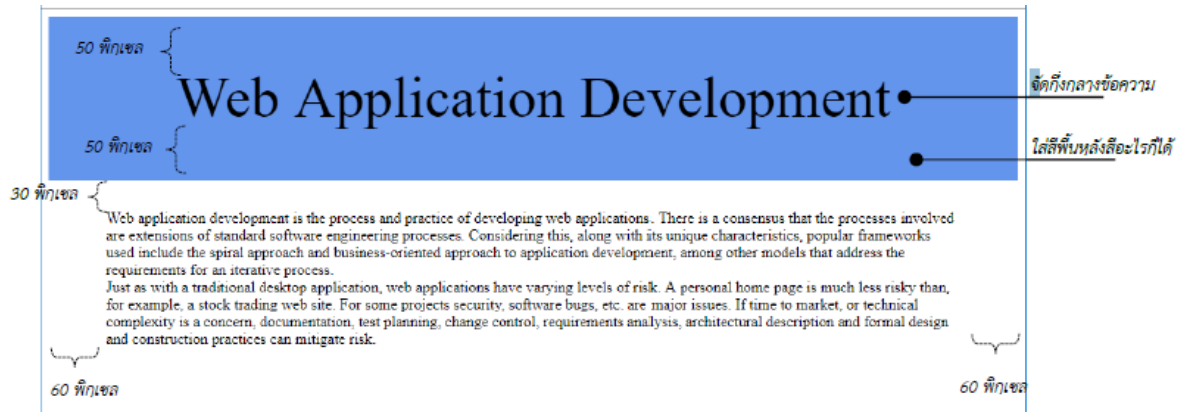 50 พิกเซล
Web Application Development
จัดกึ่งกลางข้อความ
50 พิกเซล
ใส่สีพื้นหลังสีอะไรก็ได้
30 พิกเซล
Web application development is the process and practice of developing web applications. There is a consensus that the processes involved
are extensions of standard software engineering processes. Considering this, along with its unique characteristics, popular frameworks
used include the spiral approach and business-oriented approach to application development, among other models that address the
requirements for an iterative process.
Just as with a traditional desktop application, web applications have varying levels of risk. A personal home page is much less risky than,
for example, a stock trading web site. For some projects security, software bugs, etc. are major issues. If time to market, or technical
complexity is a concern, documentation, test planning, change control, requirements analysis, architectural description and formal design
and construction practices can mitigate risk.
60 พิกเซล
60 พิกเซล